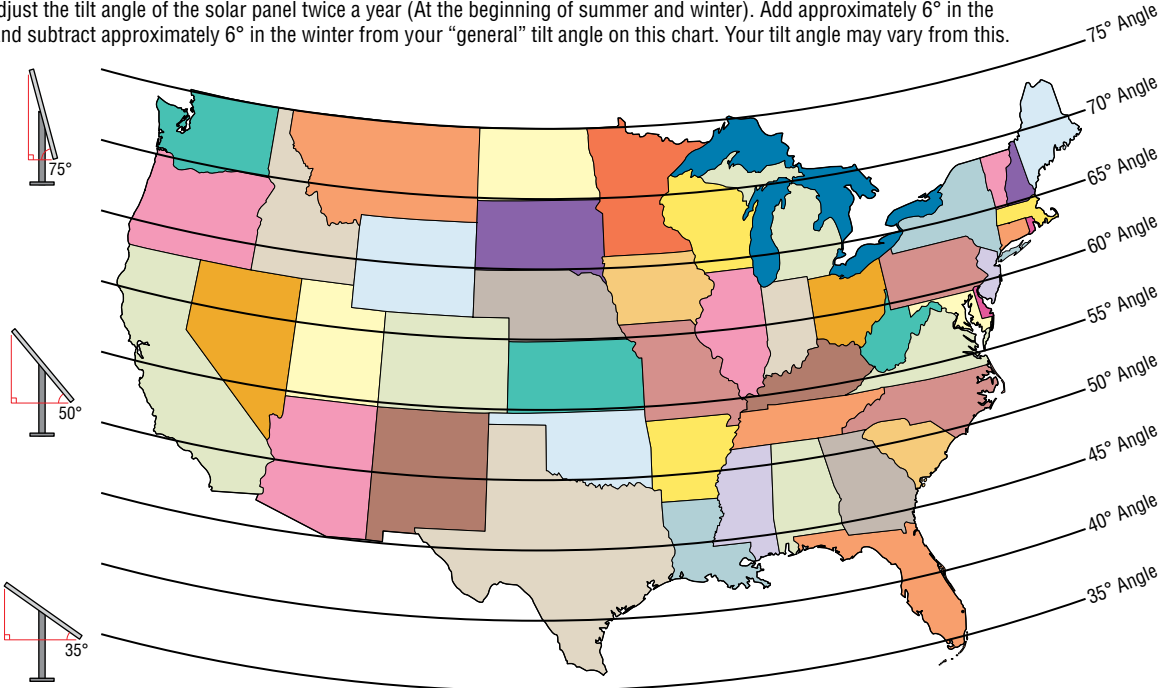 djust the tilt angle of the solar panel twice a year (At the beginning of summer and winter). Add approximately 6° in the
nd subtract approximately 6° in the winter from your “general” tilt angle on this chart. Your tilt angle may vary from this.
75° Angle
70° Angle
65° Angle
60° Angle
55° Angle
50° Angle
45° Angle
40° Angle
35° Angle
75°
50°
35°